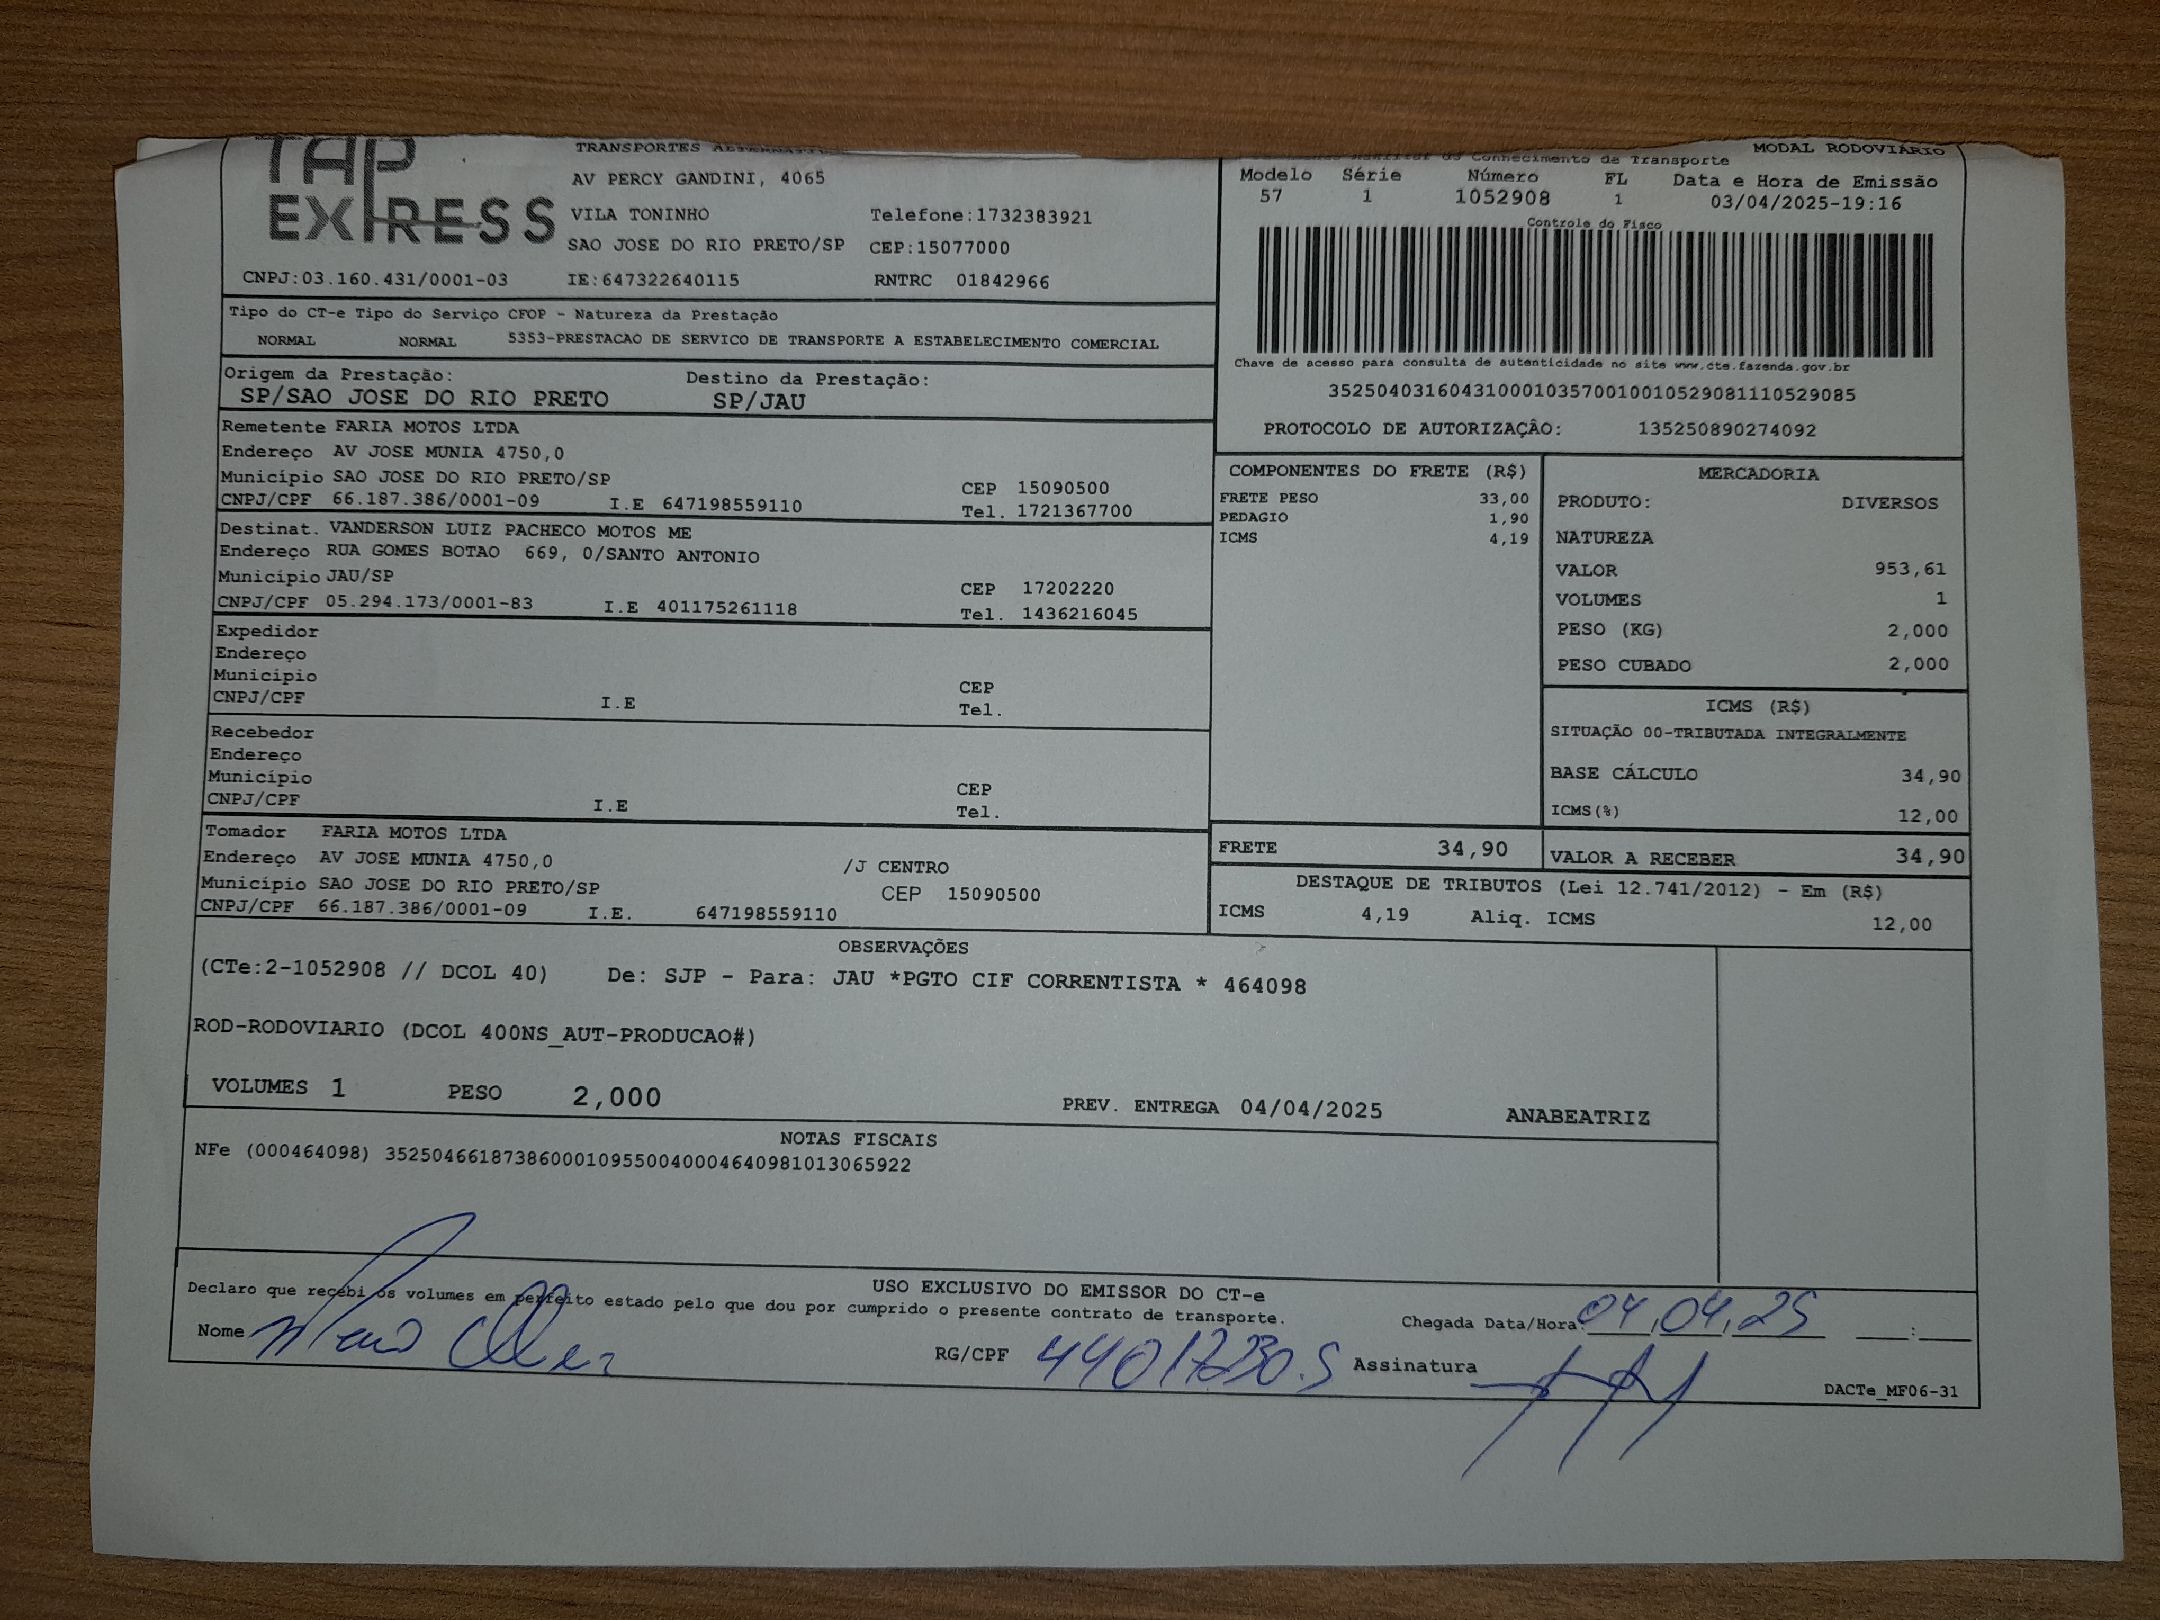 TAP
EXPRESS
TRANSPORTES
AV PERCY GANDINI, 4065
VILA TONINHO Telefone:1732383921
SAO JOSE DO RIO PRETO/SP CEP:15077000
CNPJ:03.160.431/0001-03 IE:647322640115 RNTRC 01842966
Conhecimento de Transporte MODAL RODOVIÁRIO
Modelo Série Número FL Data e Hora de Emissão
57 1 1052908 1 03/04/2025-19:16
Controle do Fisco
Chave de acesso para consulta de autenticidade no site www.cte.fazenda.gov.br
35250403160431000103570010010529081110529085
PROTOCOLO DE AUTORIZAÇÃO: 135250890274092
Tipo do CT-e Tipo do Serviço CFOP - Natureza da Prestação
NORMAL NORMAL 5353-PRESTACAO DE SERVICO DE TRANSPORTE A ESTABELECIMENTO COMERCIAL
Origem da Prestação: Destino da Prestação:
SP/SAO JOSE DO RIO PRETO SP/JAU
Remetente FARIA MOTOS LTDA
Endereço AV JOSE MUNIA 4750,0
Município SAO JOSE DO RIO PRETO/SP CEP 15090500
CNPJ/CPF 66.187.386/0001-09 I.E 647198559110 Tel. 1721367700
Destinat. VANDERSON LUIZ PACHECO MOTOS ME
Endereço RUA GOMES BOTAO 669, 0/SANTO ANTONIO
Município JAU/SP CEP 17202220
CNPJ/CPF 05.294.173/0001-83 I.E 401175261118 Tel. 1436216045
Expedidor
Endereço
Município CEP
CNPJ/CPF I.E Tel.
Recebedor
Endereço
Município CEP
CNPJ/CPF I.E Tel.
Tomador FARIA MOTOS LTDA
Endereço AV JOSE MUNIA 4750,0 /J CENTRO
Município SAO JOSE DO RIO PRETO/SP CEP 15090500
CNPJ/CPF 66.187.386/0001-09 I.E. 647198559110
COMPONENTES DO FRETE (R$)
FRETE PESO 33,00
PEDAGIO 1,90
ICMS 4,19
MERCADORIA
PRODUTO: DIVERSOS
NATUREZA
VALOR 953,61
VOLUMES 1
PESO (KG) 2,000
PESO CUBADO 2,000
ICMS (R$)
SITUAÇÃO 00-TRIBUTADA INTEGRALMENTE
BASE CÁLCULO 34,90
ICMS(%) 12,00
FRETE 34,90 VALOR A RECEBER 34,90
DESTAQUE DE TRIBUTOS (Lei 12.741/2012) - Em (R$)
ICMS 4,19 Aliq. ICMS 12,00
OBSERVAÇÕES
(CTe:2-1052908 // DCOL 40) De: SJP - Para: JAU *PGTO CIF CORRENTISTA * 464098
ROD-RODOVIARIO (DCOL 400NS_AUT-PRODUCAO#)
VOLUMES 1 PESO 2,000 PREV. ENTREGA 04/04/2025 ANABEATRIZ
NOTAS FISCAIS
NFe (000464098) 35250466187386000109550040004640981013065922
USO EXCLUSIVO DO EMISSOR DO CT-e
Declaro que recebi os volumes em perfeito estado pelo que dou por cumprido o presente contrato de transporte.
Chegada Data/Hora: 04,04,25 :
Nome RG/CPF 44017230.5 Assinatura
DACTe_MF06-31